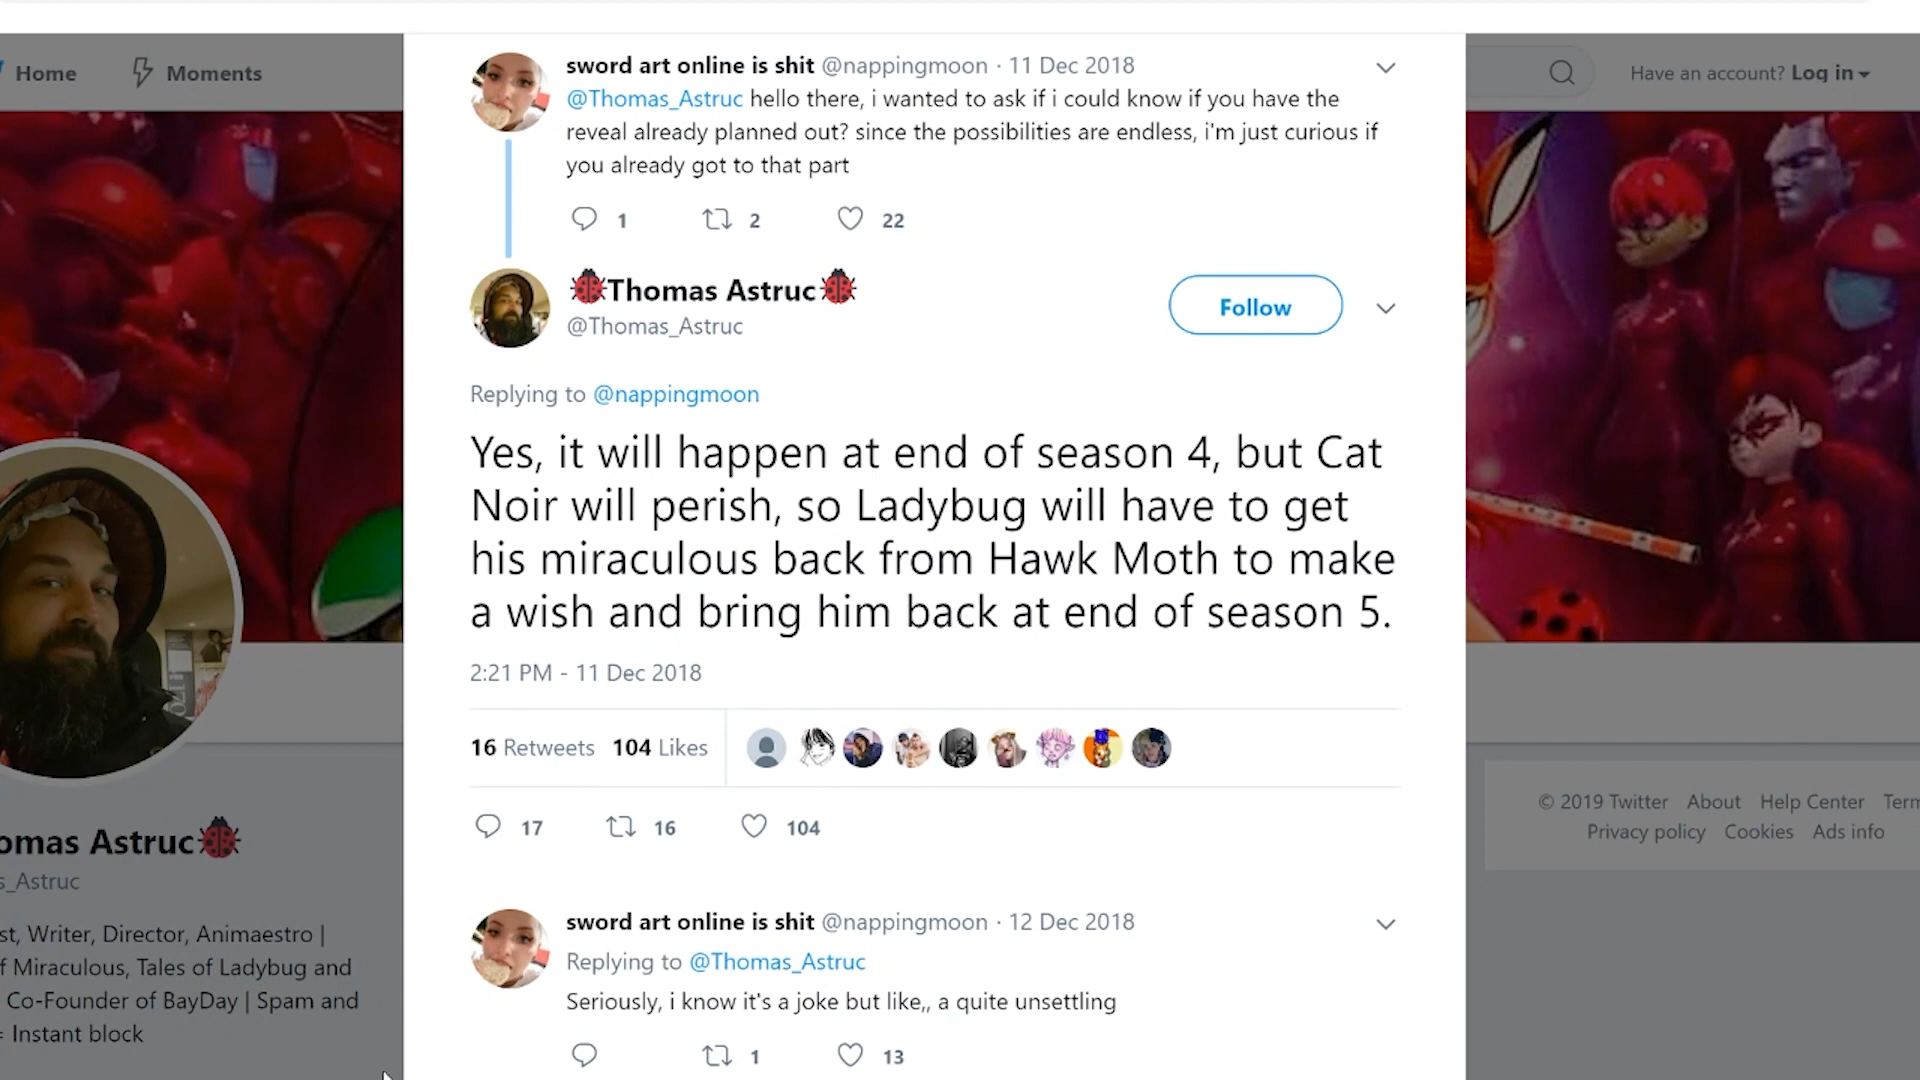 Home
Moments
Have an account? Log in
sword art online is shit @nappingmoon · 11 Dec 2018
@Thomas_Astruc hello there, i wanted to ask if i could know if you have the
reveal already planned out? since the possibilities are endless, i'm just curious if
you already got to that part
1 2 22
🐞Thomas Astruc🐞
@Thomas_Astruc
Follow
Replying to @nappingmoon
Yes, it will happen at end of season 4, but Cat
Noir will perish, so Ladybug will have to get
his miraculous back from Hawk Moth to make
a wish and bring him back at end of season 5.
2:21 PM - 11 Dec 2018
16 Retweets 104 Likes
17 16 104
sword art online is shit @nappingmoon · 12 Dec 2018
Replying to @Thomas_Astruc
Seriously, i know it's a joke but like,, a quite unsettling
1 13
omas Astruc🐞
s_Astruc
st, Writer, Director, Animaestro |
f Miraculous, Tales of Ladybug and
Co-Founder of BayDay | Spam and
= Instant block
© 2019 Twitter About Help Center Term
Privacy policy Cookies Ads info